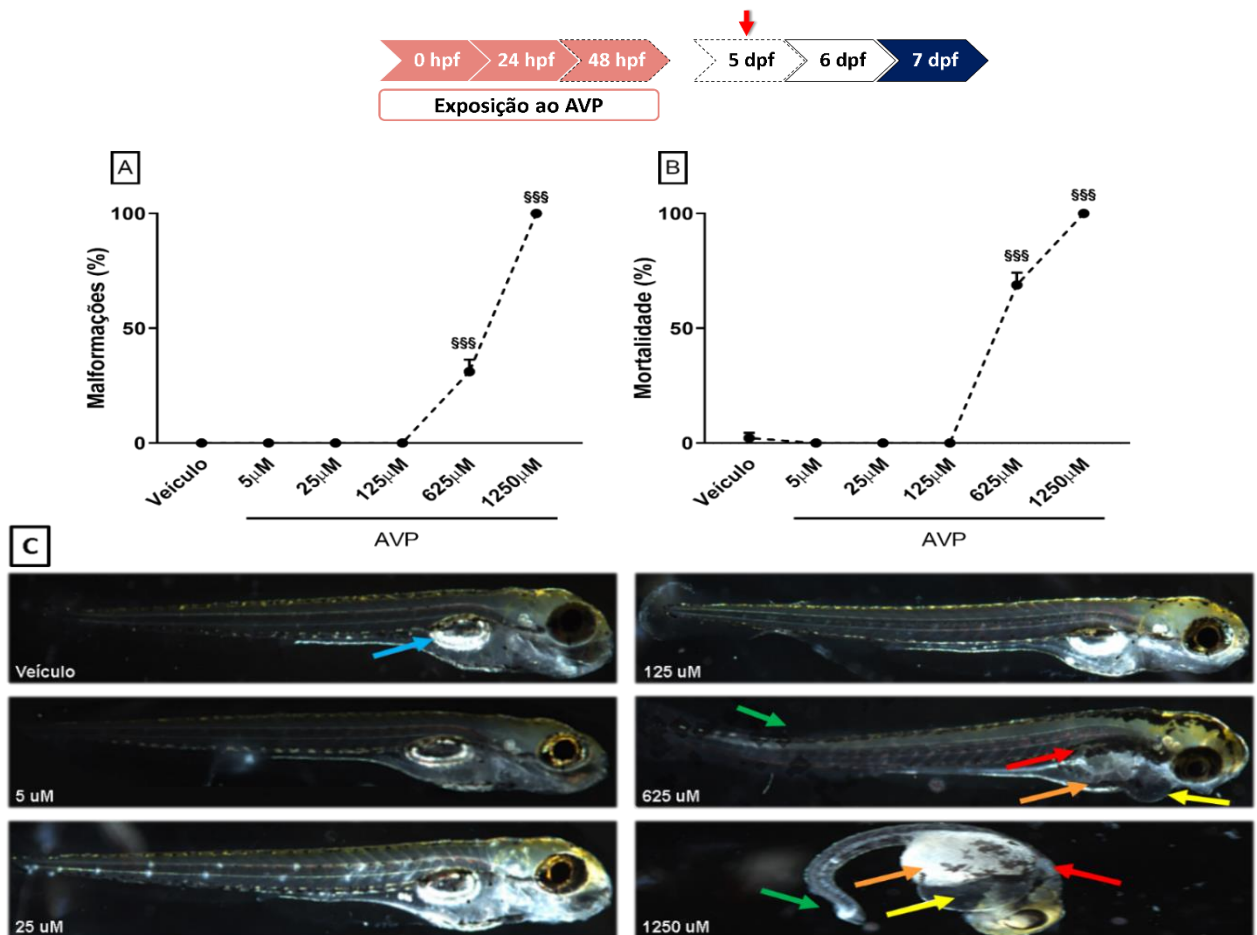 0 hpf 24 hpf 48 hpf 5 dpf 6 dpf 7 dpf
Exposição ao AVP
A
Malformações (%)
100
50
0
§§§
§§§
Veículo 5µM 25µM 125µM 625µM 1250µM
AVP
B
Mortalidade (%)
100
50
0
§§§
§§§
Veículo 5µM 25µM 125µM 625µM 1250µM
AVP
C
Veículo
5 uM
25 uM
125 uM
625 uM
1250 uM